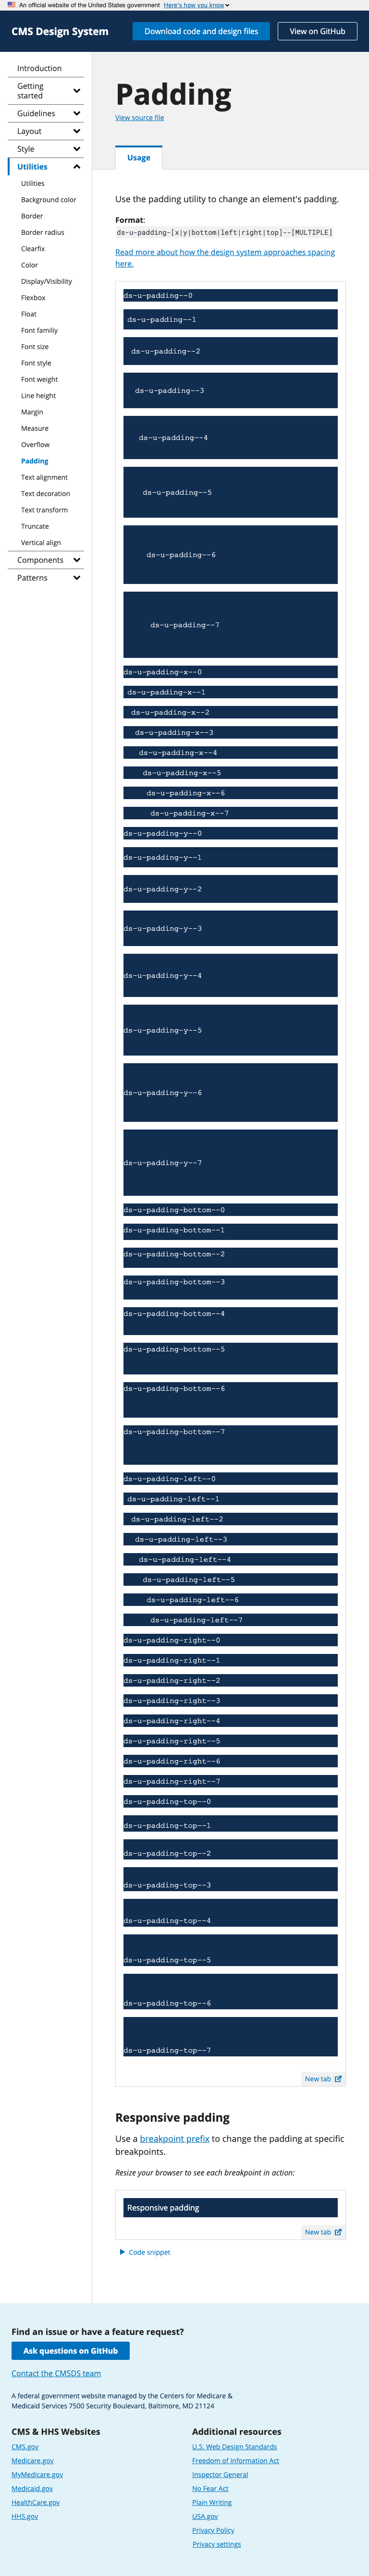 An official website of the United States government Here's how you know
CMS Design System
Download code and design files
View on GitHub
Introduction
Getting
started
Guidelines
Layout
Style
Utilities
Utilities
Background color
Border
Border radius
Clearfix
Color
Display/Visibility
Flexbox
Float
Font familiy
Font size
Font style
Font weight
Line height
Margin
Measure
Overflow
Padding
Text alignment
Text decoration
Text transform
Truncate
Vertical align
Components
Patterns
Padding
View source file
Usage
Use the padding utility to change an element's padding.
Format:
ds-u-padding-[x|y|bottom|left|right|top]--[MULTIPLE]
Read more about how the design system approaches spacing
here.
ds-u-padding--0
ds-u-padding--1
ds-u-padding--2
ds-u-padding--3
ds-u-padding--4
ds-u-padding--5
ds-u-padding--6
ds-u-padding--7
ds-u-padding-x--0
ds-u-padding-x--1
ds-u-padding-x--2
ds-u-padding-x--3
ds-u-padding-x--4
ds-u-padding-x--5
ds-u-padding-x--6
ds-u-padding-x--7
ds-u-padding-y--0
ds-u-padding-y--1
ds-u-padding-y--2
ds-u-padding-y--3
ds-u-padding-y--4
ds-u-padding-y--5
ds-u-padding-y--6
ds-u-padding-y--7
ds-u-padding-bottom--0
ds-u-padding-bottom--1
ds-u-padding-bottom--2
ds-u-padding-bottom--3
ds-u-padding-bottom--4
ds-u-padding-bottom--5
ds-u-padding-bottom--6
ds-u-padding-bottom--7
ds-u-padding-left--0
ds-u-padding-left--1
ds-u-padding-left--2
ds-u-padding-left--3
ds-u-padding-left--4
ds-u-padding-left--5
ds-u-padding-left--6
ds-u-padding-left--7
ds-u-padding-right--0
ds-u-padding-right--1
ds-u-padding-right--2
ds-u-padding-right--3
ds-u-padding-right--4
ds-u-padding-right--5
ds-u-padding-right--6
ds-u-padding-right--7
ds-u-padding-top--0
ds-u-padding-top--1
ds-u-padding-top--2
ds-u-padding-top--3
ds-u-padding-top--4
ds-u-padding-top--5
ds-u-padding-top--6
ds-u-padding-top--7
New tab
Responsive padding
Use a breakpoint prefix to change the padding at specific
breakpoints.
Resize your browser to see each breakpoint in action:
Responsive padding
New tab
Code snippet
Find an issue or have a feature request?
Ask questions on GitHub
Contact the CMSDS team
A federal government website managed by the Centers for Medicare &
Medicaid Services 7500 Security Boulevard, Baltimore, MD 21124
CMS & HHS Websites
CMS.gov
Medicare.gov
MyMedicare.gov
Medicaid.gov
HealthCare.gov
HHS.gov
Additional resources
U.S. Web Design Standards
Freedom of Information Act
Inspector General
No Fear Act
Plain Writing
USA.gov
Privacy Policy
Privacy settings